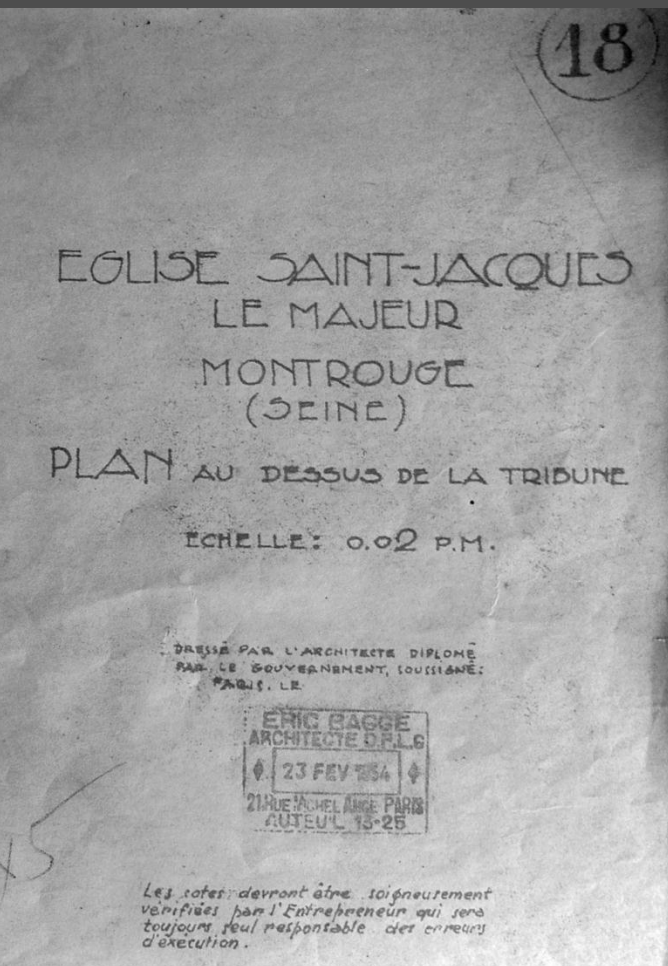 18
EGLISE SAINT-JACQUES
LE MAJEUR
MONTROUGE
(SEINE)
PLAN AU DESSUS DE LA TRIBUNE
ECHELLE: 0.02 P.M.
DRESSÉ PAR L'ARCHITECTE DIPLOMÉ
PAR LE GOUVERNEMENT, SOUSSIGNÉ:
PARIS, LE
ERIC BAGGE
ARCHITECTE D.P.L.G
23 FEV 1934
21 RUE MICHEL ANGE PARIS
AUTEUIL 13-25
Les cotes devront être soigneusement
vérifiées par l'Entrepreneur qui sera
toujours seul responsable des erreurs
d'exécution.